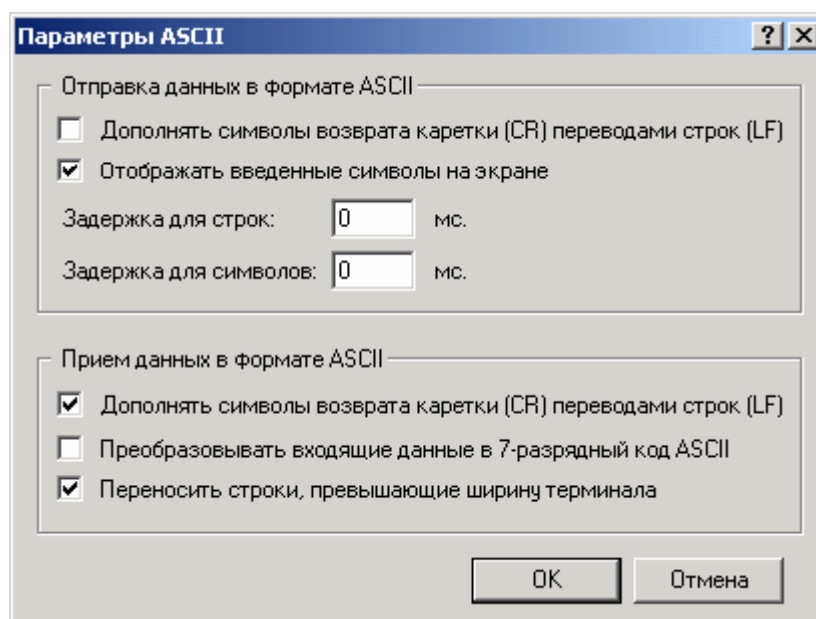 Параметры ASCII
Отправка данных в формате ASCII
Дополнять символы возврата каретки (CR) переводами строк (LF)
Отображать введенные символы на экране
Задержка для строк: 0 мс.
Задержка для символов: 0 мс.
Прием данных в формате ASCII
Дополнять символы возврата каретки (CR) переводами строк (LF)
Преобразовывать входящие данные в 7-разрядный код ASCII
Переносить строки, превышающие ширину терминала
OK Отмена